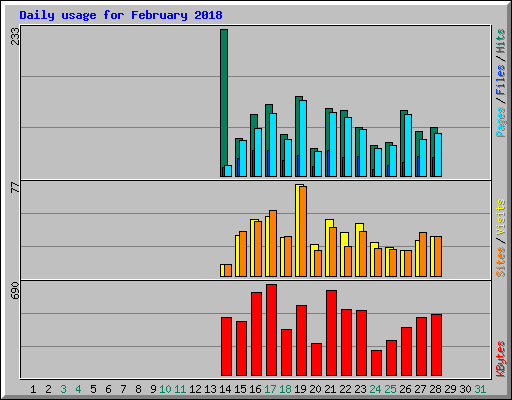 Daily usage for February 2018
233
Pages/Files/Hits
77
Sites/Visits
690
KBytes
1 2 3 4 5 6 7 8 9 10 11 12 13 14 15 16 17 18 19 20 21 22 23 24 25 26 27 28 29 30 31